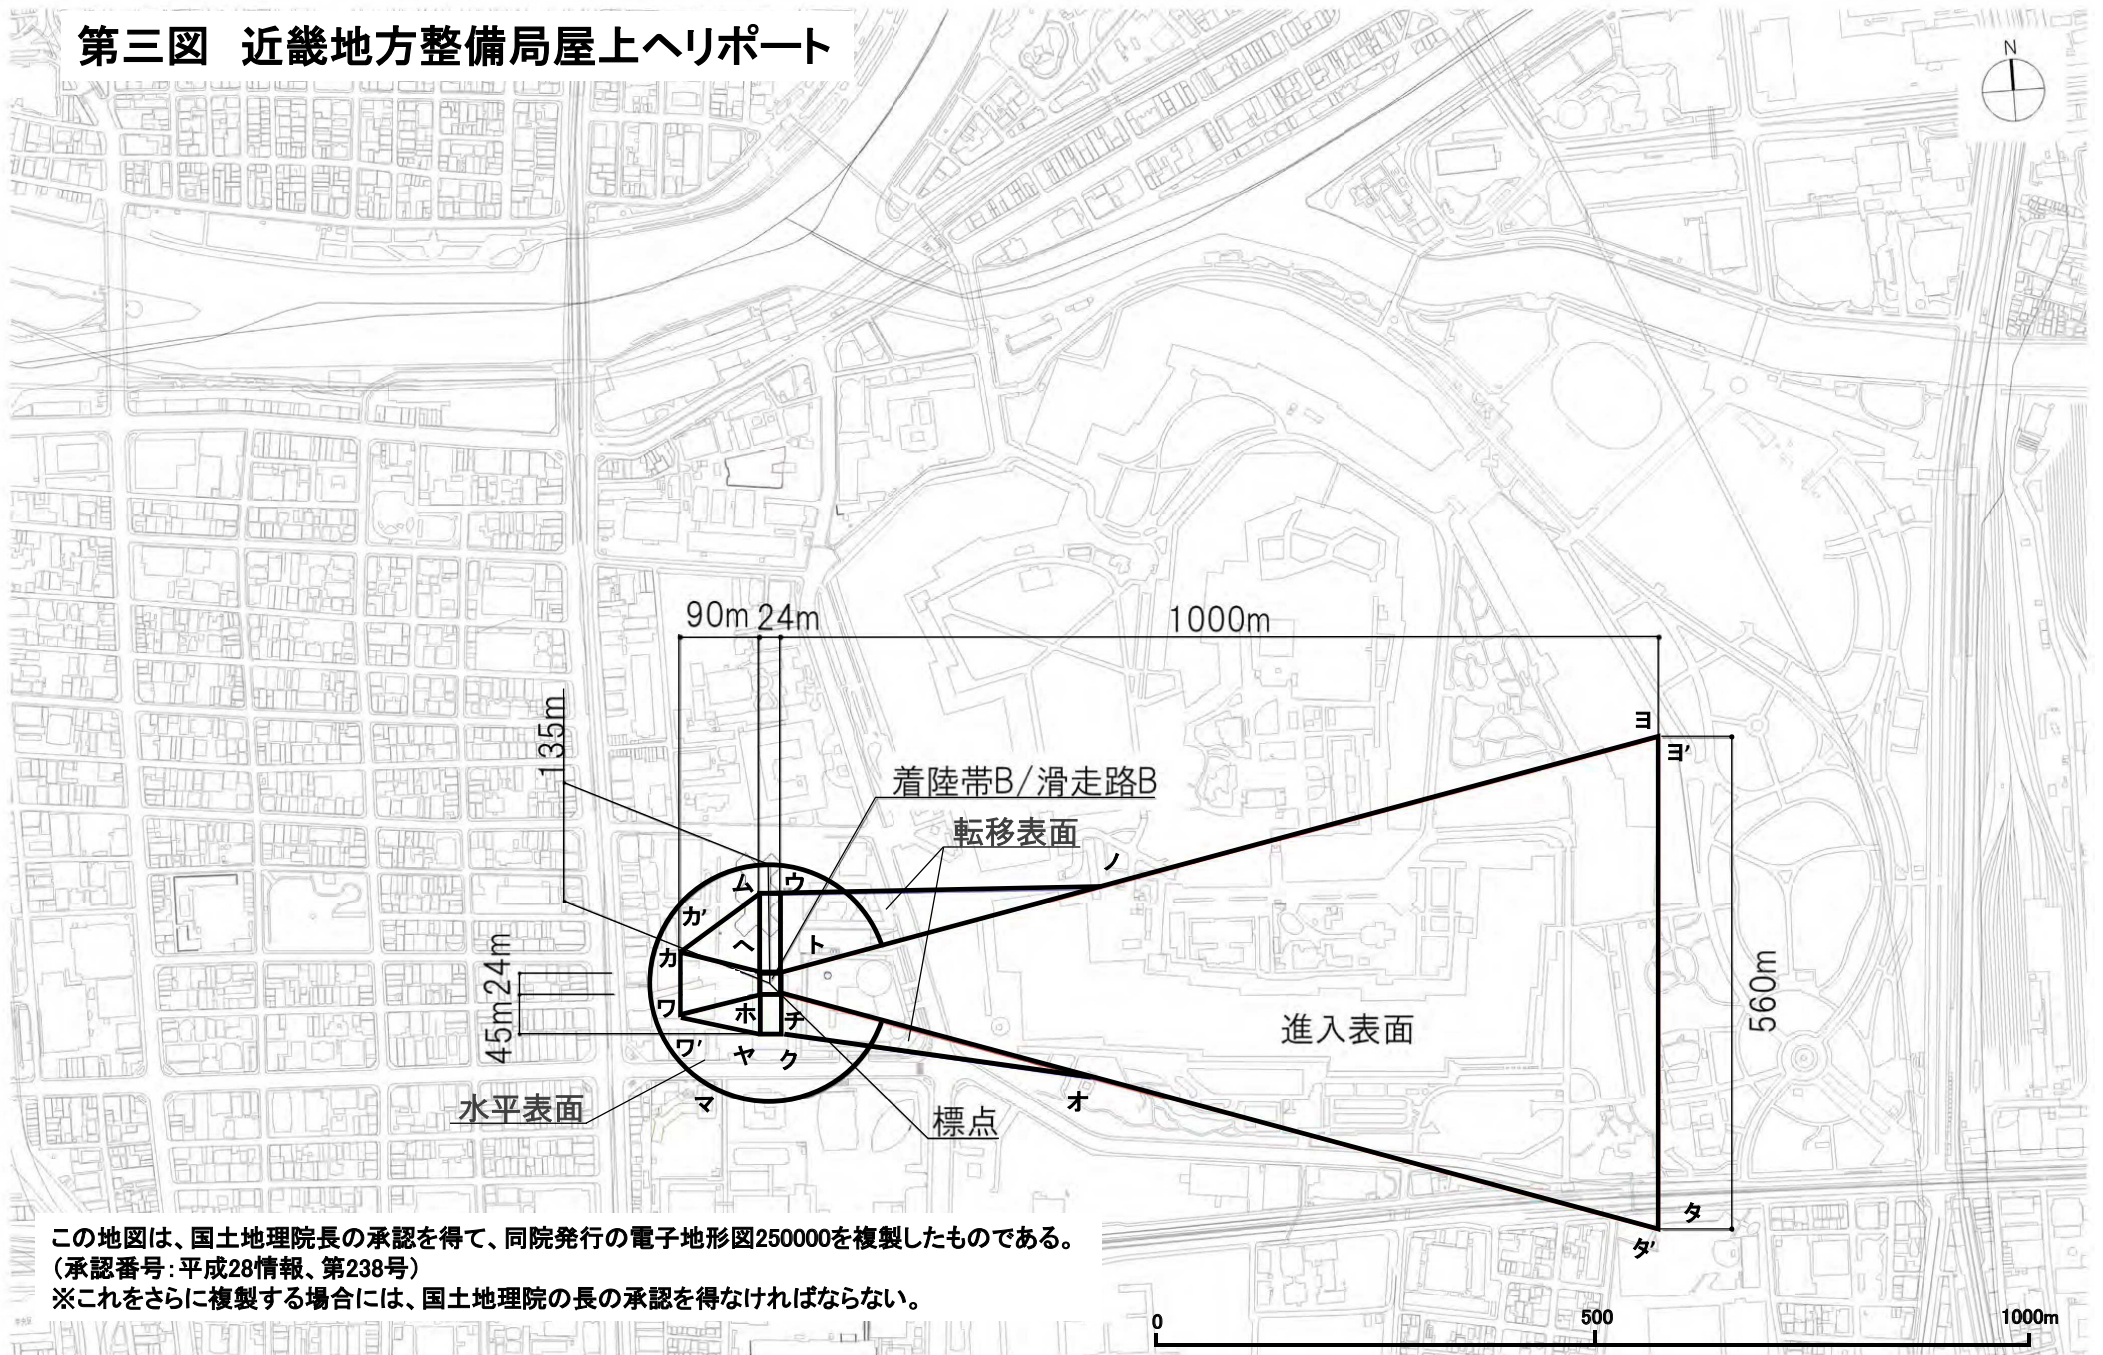 第三図 近畿地方整備局屋上ヘリポート
N
90m
24m
1000m
135m
ヨ
ヨ'
着陸帯B/滑走路B
転移表面
ノ
ム
ウ
カ'
ヘ
ト
カ
24m
45m
ワ
ホ
チ
ワ'
ヤ
ク
進入表面
560m
水平表面
マ
標点
オ
タ
タ'
この地図は、国土地理院長の承認を得て、同院発行の電子地形図250000を複製したものである。
（承認番号：平成28情報、第238号）
※これをさらに複製する場合には、国土地理院の長の承認を得なければならない。
0
500
1000m